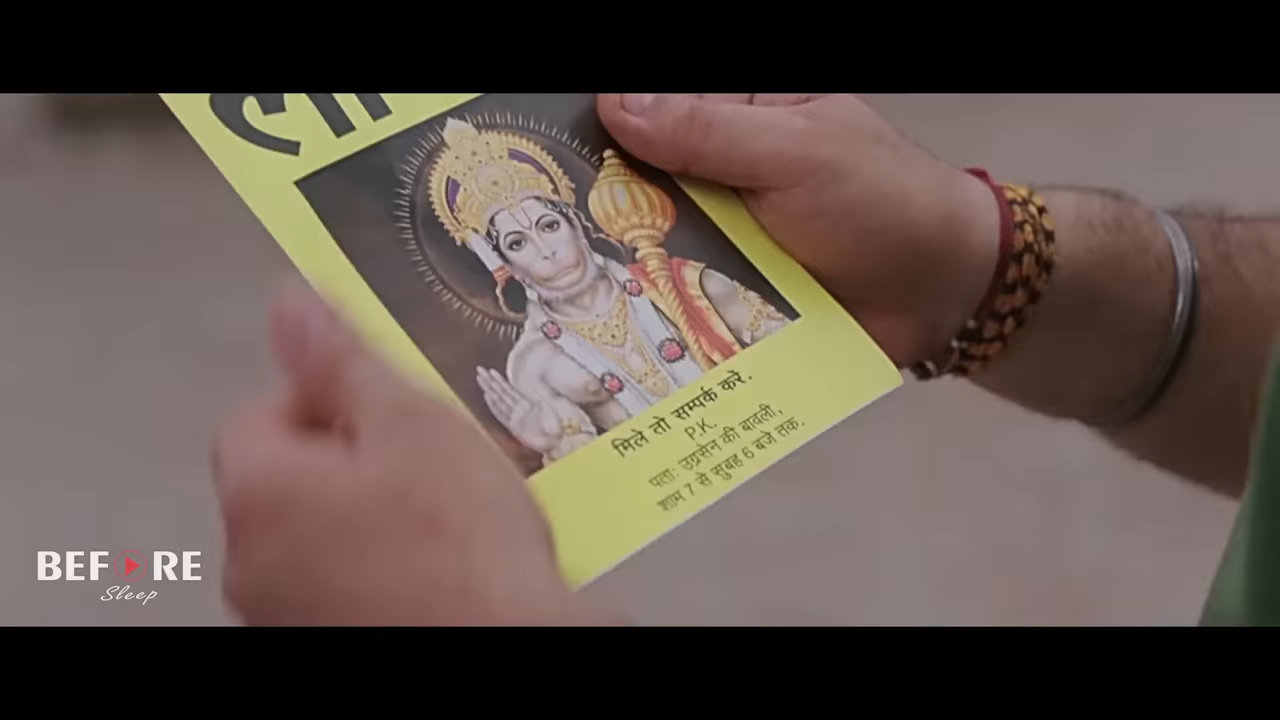 मिले तो सम्पर्क करें.
P.K.
पताः उग्रसेन की बावली,
शाम 7 से सुबह 6 बजे तक.
BEFORE
Sleep